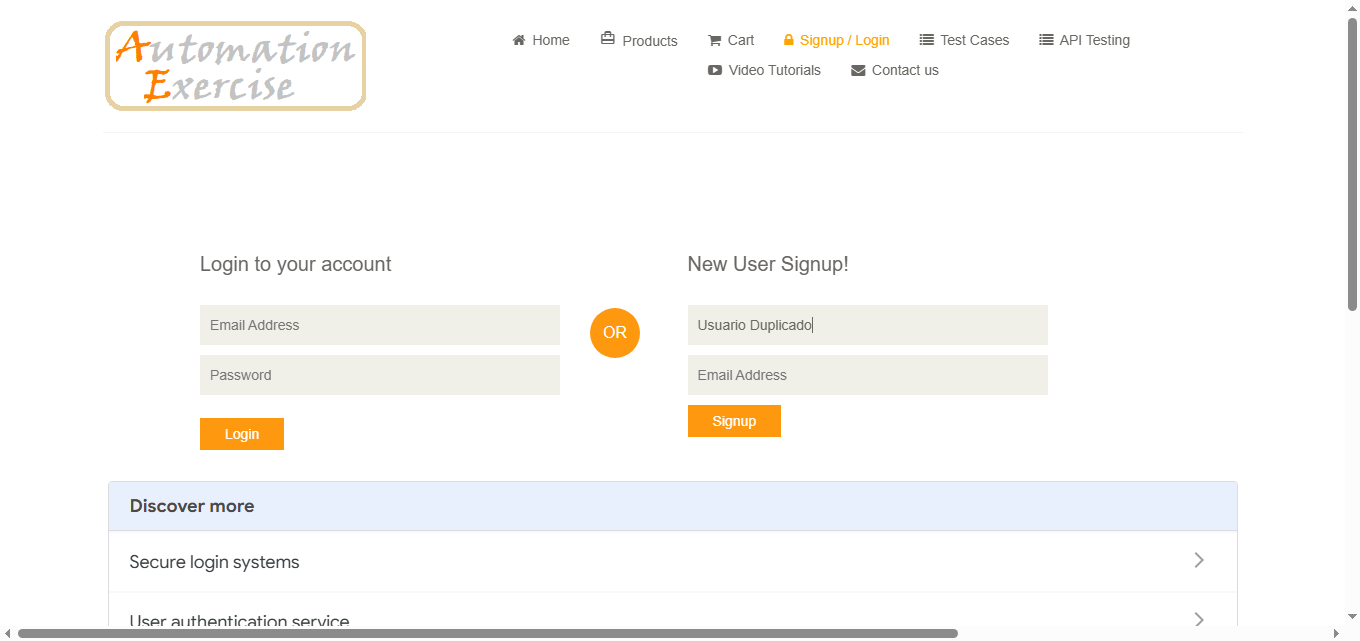 Automation
Exercise
Home
Products
Cart
Signup / Login
Test Cases
API Testing
Video Tutorials
Contact us
Login to your account
Email Address
Password
Login
OR
New User Signup!
Usuario Duplicado
Email Address
Signup
Discover more
Secure login systems
User authentication service